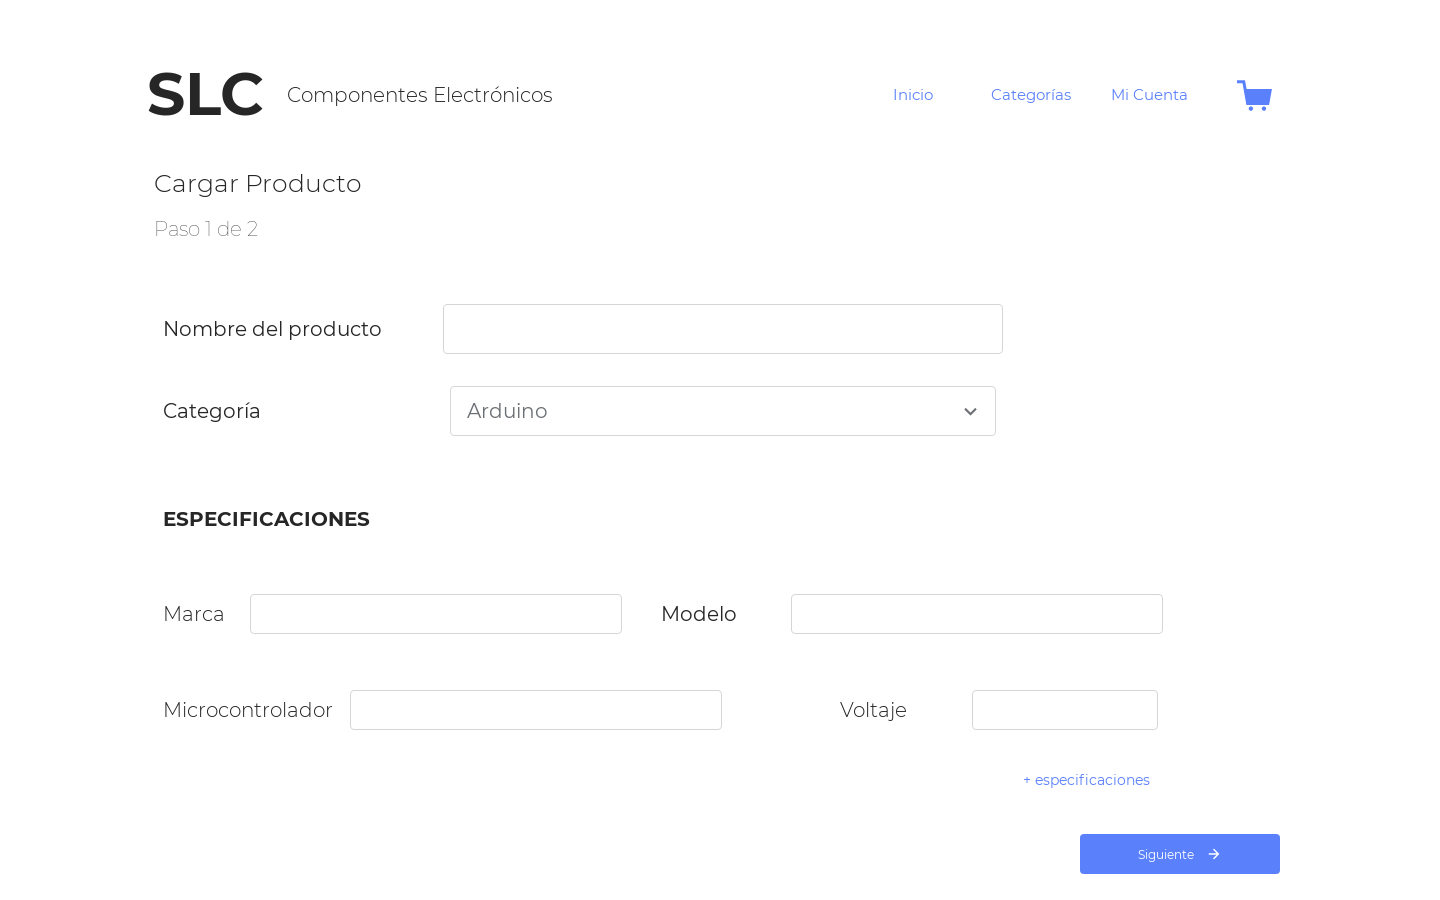 SLC Componentes Electrónicos Inicio Categorías Mi Cuenta
Cargar Producto
Paso 1 de 2
Nombre del producto
Categoría Arduino
ESPECIFICACIONES
Marca Modelo
Microcontrolador Voltaje
+ especificaciones
Siguiente